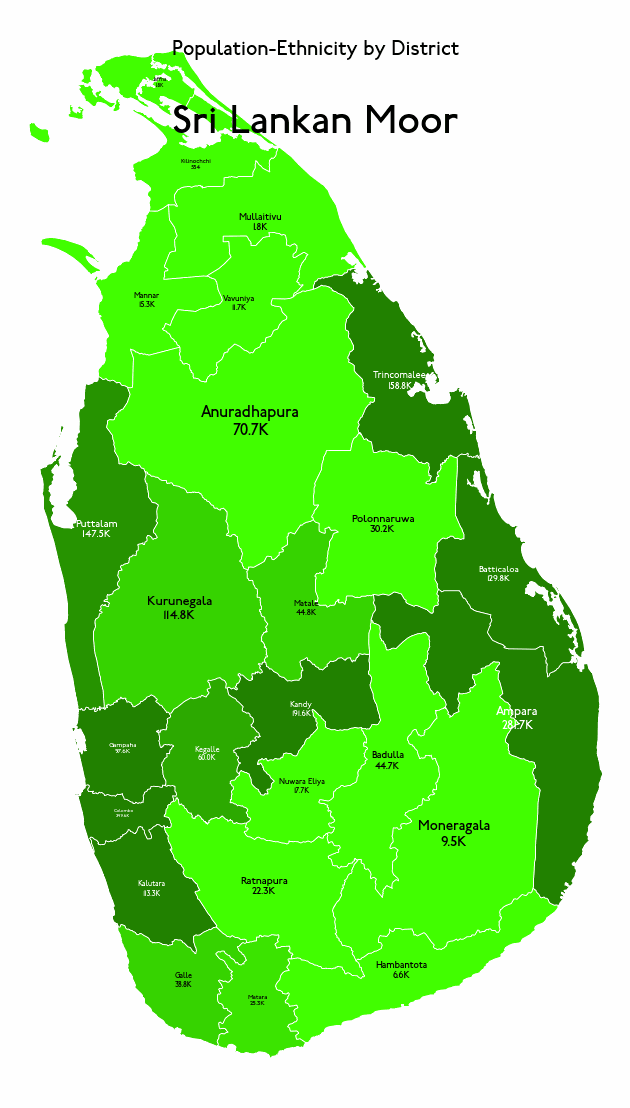 Population-Ethnicity by District
Sri Lankan Moor
Kilinochchi
354
Mullaitivu
1.8K
Mannar
15.3K
Vavuniya
11.7K
Trincomalee
158.8K
Anuradhapura
70.7K
Polonnaruwa
30.2K
Puttalam
147.5K
Batticaloa
129.8K
Kurunegala
114.8K
Matale
44.8K
Kandy
191.6K
Ampara
281.7K
Gampaha
97.6K
Kegalle
60.0K
Badulla
44.7K
Nuwara Eliya
17.7K
Colombo
Moneragala
9.5K
Kalutara
113.3K
Ratnapura
22.3K
Hambantota
6.6K
Galle
38.8K
Matara
25.3K